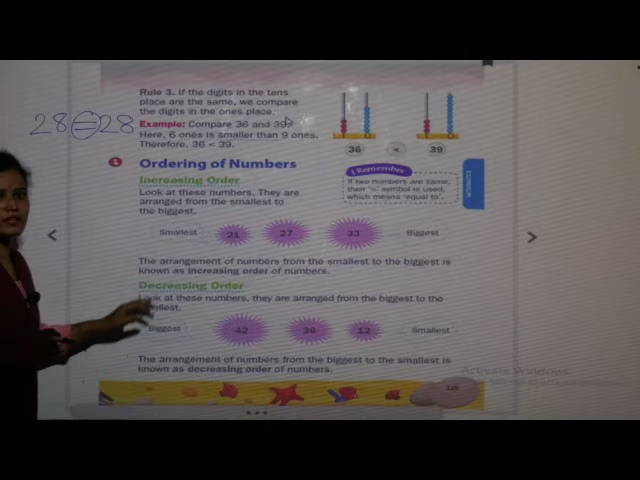 Rule 3. If the digits in the tens
place are the same, we compare
the digits in the ones place.
Example: Compare 36 and 39.
Here, 6 ones is smaller than 9 ones.
Therefore, 36 < 39.
28 = 28
36 < 39
Ordering of Numbers
I Remember
If two numbers are same,
then '=' symbol is used,
which means 'equal to'.
Increasing Order
Look at these numbers. They are
arranged from the smallest to
the biggest.
Smallest 21 27 33 Biggest
The arrangement of numbers from the smallest to the biggest is
known as increasing order of numbers.
Decreasing Order
Look at these numbers, they are arranged from the biggest to the
smallest.
Biggest 42 36 12 Smallest
The arrangement of numbers from the biggest to the smallest is
known as decreasing order of numbers.
Activate Windows